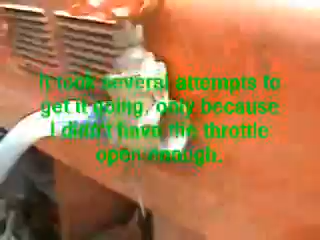 It took several attempts to
get it going, only because
I didn't have the throttle
open enough.